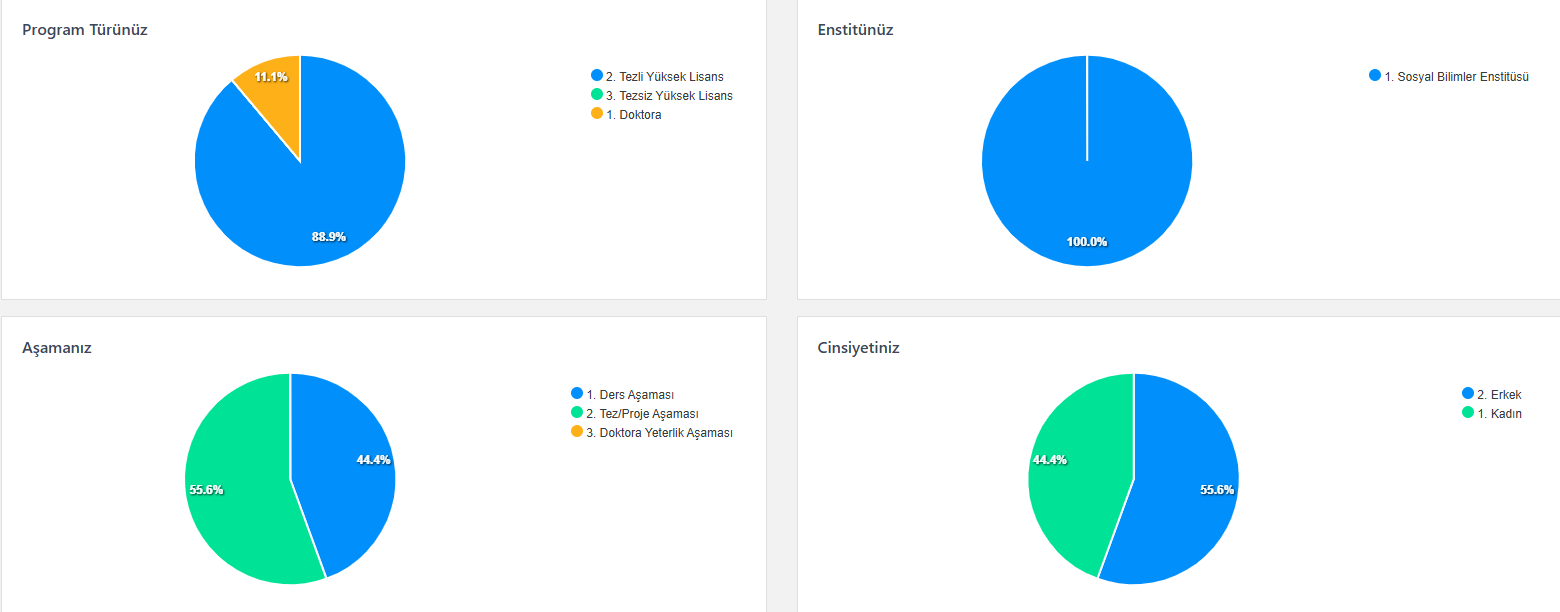 Program Türünüz
11.1%
88.9%
2. Tezli Yüksek Lisans
3. Tezsiz Yüksek Lisans
1. Doktora
Enstitünüz
100.0%
1. Sosyal Bilimler Enstitüsü
Aşamanız
44.4%
55.6%
1. Ders Aşaması
2. Tez/Proje Aşaması
3. Doktora Yeterlik Aşaması
Cinsiyetiniz
44.4%
55.6%
2. Erkek
1. Kadın